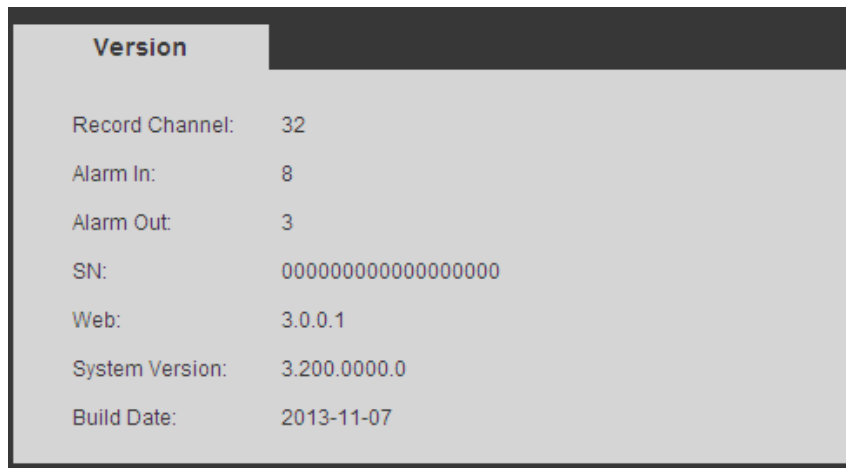 Version
Record Channel: 32
Alarm In: 8
Alarm Out: 3
SN: 000000000000000000
Web: 3.0.0.1
System Version: 3.200.0000.0
Build Date: 2013-11-07